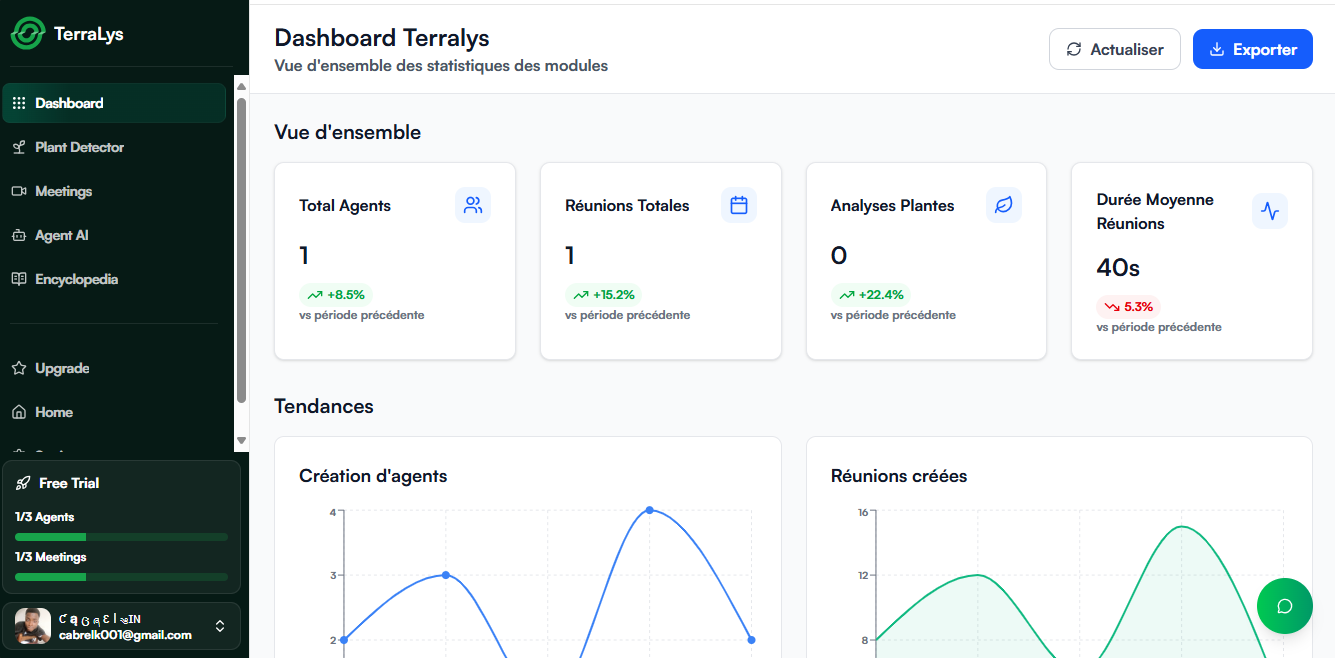 TerraLys
Dashboard
Plant Detector
Meetings
Agent AI
Encyclopedia
Upgrade
Home
Free Trial
1/3 Agents
1/3 Meetings
cabrelk001@gmail.com
Dashboard Terralys
Vue d'ensemble des statistiques des modules
Actualiser
Exporter
Vue d'ensemble
Total Agents
1
+8.5%
vs période précédente
Réunions Totales
1
+15.2%
vs période précédente
Analyses Plantes
0
+22.4%
vs période précédente
Durée Moyenne
Réunions
40s
5.3%
vs période précédente
Tendances
Création d'agents
4
3
2
Réunions créées
16
12
8